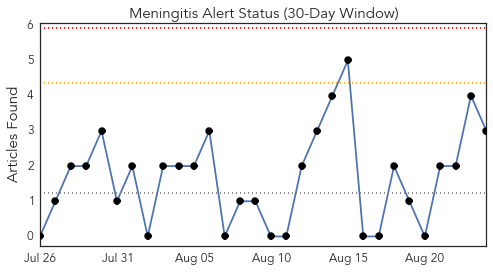 Meningitis Alert Status (30-Day Window)
Articles Found
6
5
4
3
2
1
0
Jul 26
Jul 31
Aug 05
Aug 10
Aug 15
Aug 20